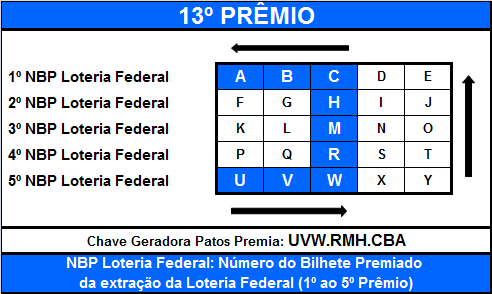 13º PRÊMIO
1º NBP Loteria Federal A B C D E
2º NBP Loteria Federal F G H I J
3º NBP Loteria Federal K L M N O
4º NBP Loteria Federal P Q R S T
5º NBP Loteria Federal U V W X Y
Chave Geradora Patos Premia: UVW.RMH.CBA
NBP Loteria Federal: Número do Bilhete Premiado
da extração da Loteria Federal (1º ao 5º Prêmio)